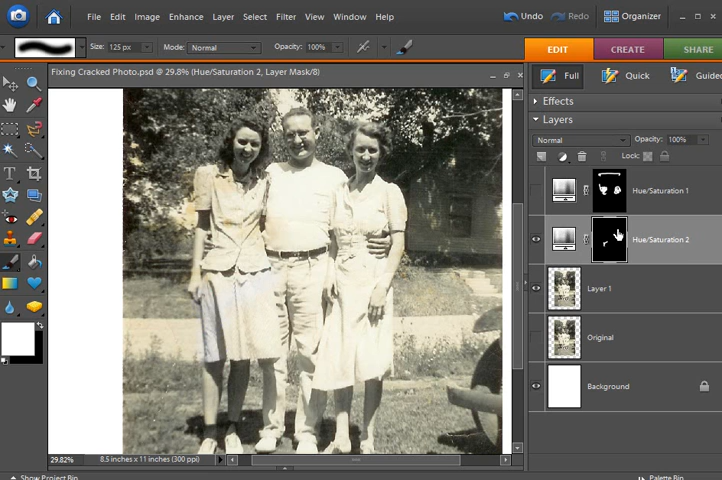 File Edit Image Enhance Layer Select Filter View Window Help Undo Redo Organizer
Size: 125 px Mode: Normal Opacity: 100% EDIT CREATE SHARE
Fixing Cracked Photo.psd @ 29.8% (Hue/Saturation 2, Layer Mask/8) Full Quick Guided
Effects
Layers
Normal Opacity: 100%
Lock:
Hue/Saturation 1
Hue/Saturation 2
Layer 1
Original
Background
29.82% 8.5 inches x 11 inches (300 ppi)
Show Project Bin Palette Bin